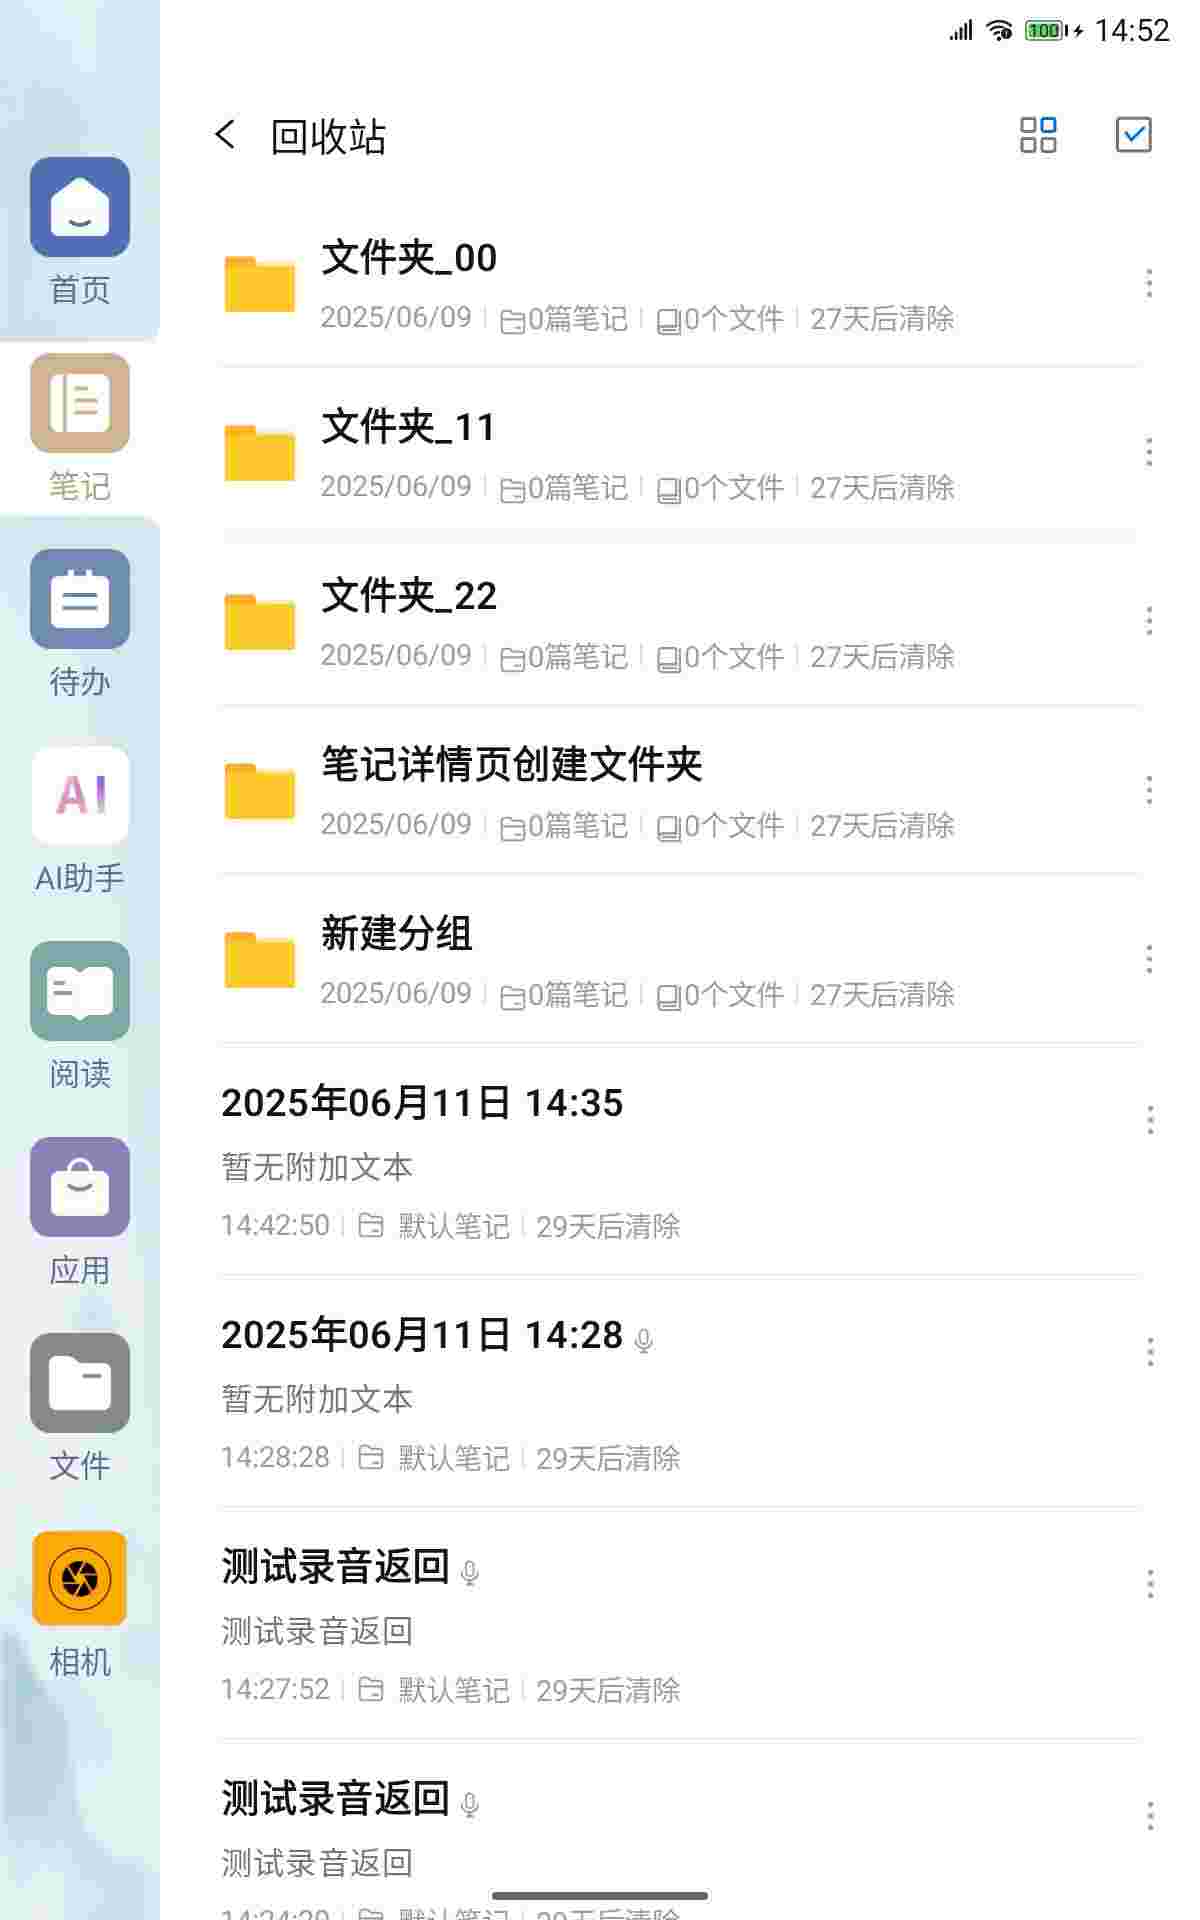 100 14:52
回收站
首页
笔记
待办
AI
AI助手
阅读
应用
文件
相机
文件夹_00
2025/06/09 0篇笔记 0个文件 27天后清除
文件夹_11
2025/06/09 0篇笔记 0个文件 27天后清除
文件夹_22
2025/06/09 0篇笔记 0个文件 27天后清除
笔记详情页创建文件夹
2025/06/09 0篇笔记 0个文件 27天后清除
新建分组
2025/06/09 0篇笔记 0个文件 27天后清除
2025年06月11日 14:35
暂无附加文本
14:42:50 默认笔记 29天后清除
2025年06月11日 14:28
暂无附加文本
14:28:28 默认笔记 29天后清除
测试录音返回
测试录音返回
14:27:52 默认笔记 29天后清除
测试录音返回
测试录音返回
默认笔记 29天后清除